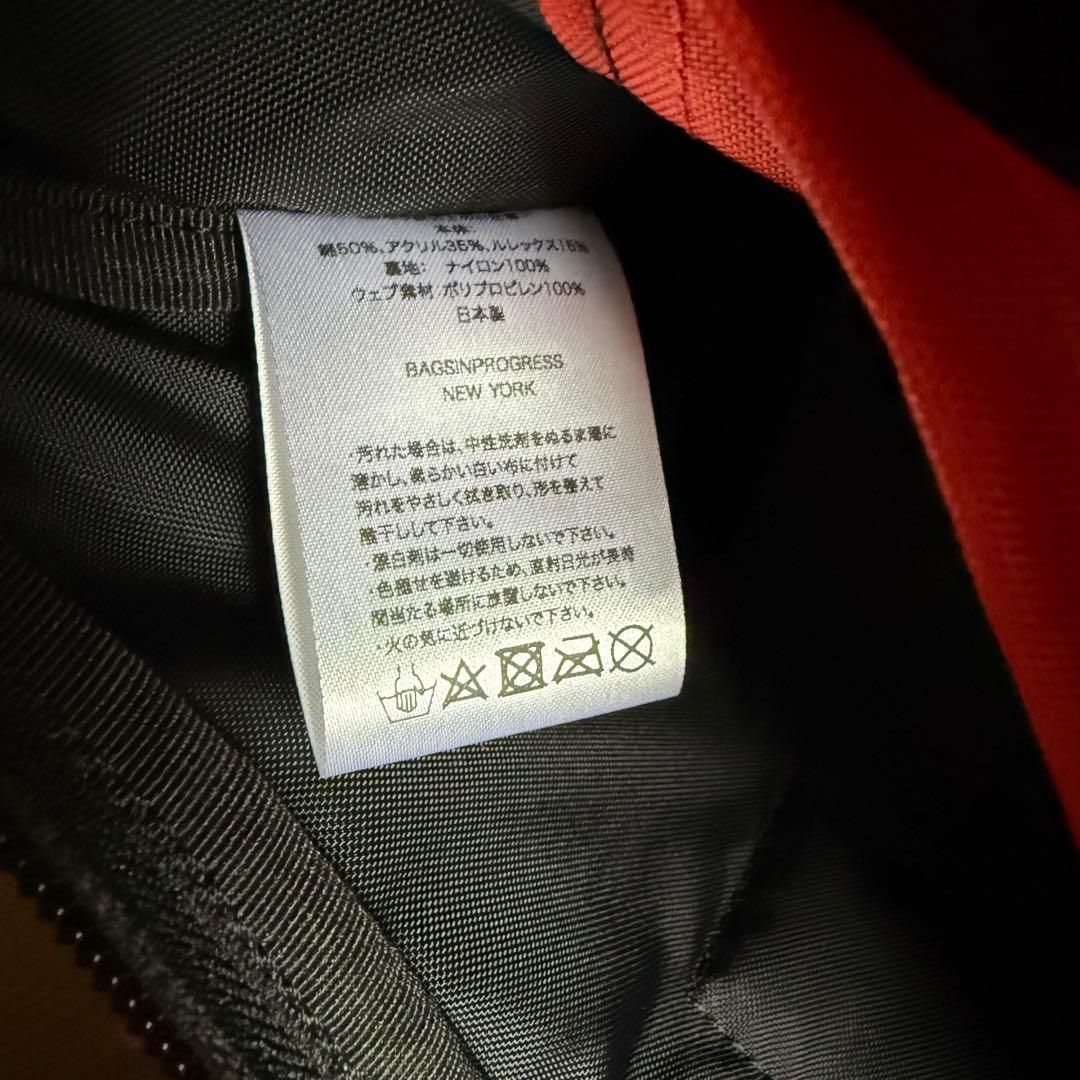 本体:
綿50%、アクリル35%、ルレックス15%
裏地: ナイロン100%
ウェブ素材 ポリプロピレン100%
日本製
BAGSINPROGRESS
NEW YORK
・汚れた場合は、中性洗剤をぬるま湯に
溶かし、柔らかい白い布に付けて
汚れをやさしく拭き取り、形を整えて
陰干しして下さい。
・漂白剤は一切使用しないで下さい。
・色褪せを避けるため、直射日光が長時
間当たる場所に放置しないで下さい。
・火の気に近づけないで下さい。